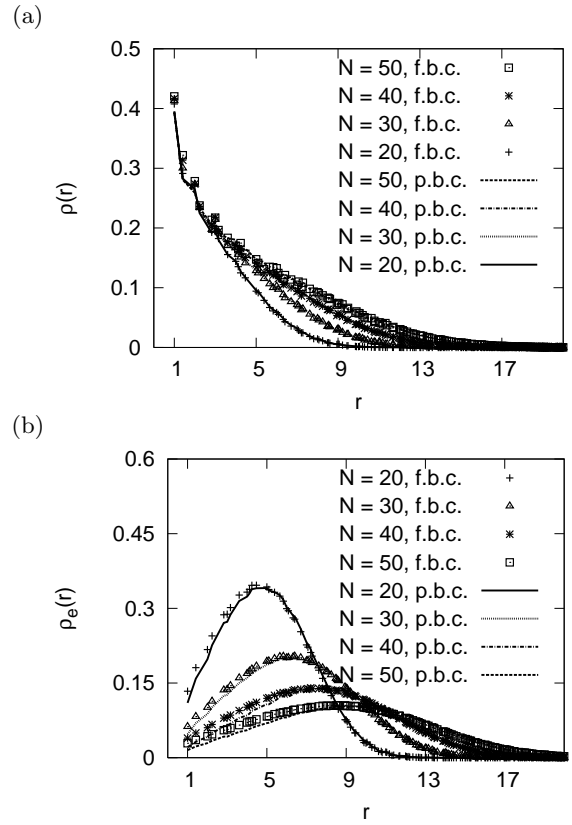 (a)
0.5
0.4
0.3
0.2
0.1
0
ρ(r)
N = 50, f.b.c.
N = 40, f.b.c.
N = 30, f.b.c.
N = 20, f.b.c.
N = 50, p.b.c.
N = 40, p.b.c.
N = 30, p.b.c.
N = 20, p.b.c.
1 5 9 13 17
r
(b)
0.6
0.45
0.3
0.15
0
ρe(r)
N = 20, f.b.c.
N = 30, f.b.c.
N = 40, f.b.c.
N = 50, f.b.c.
N = 20, p.b.c.
N = 30, p.b.c.
N = 40, p.b.c.
N = 50, p.b.c.
1 5 9 13 17
r